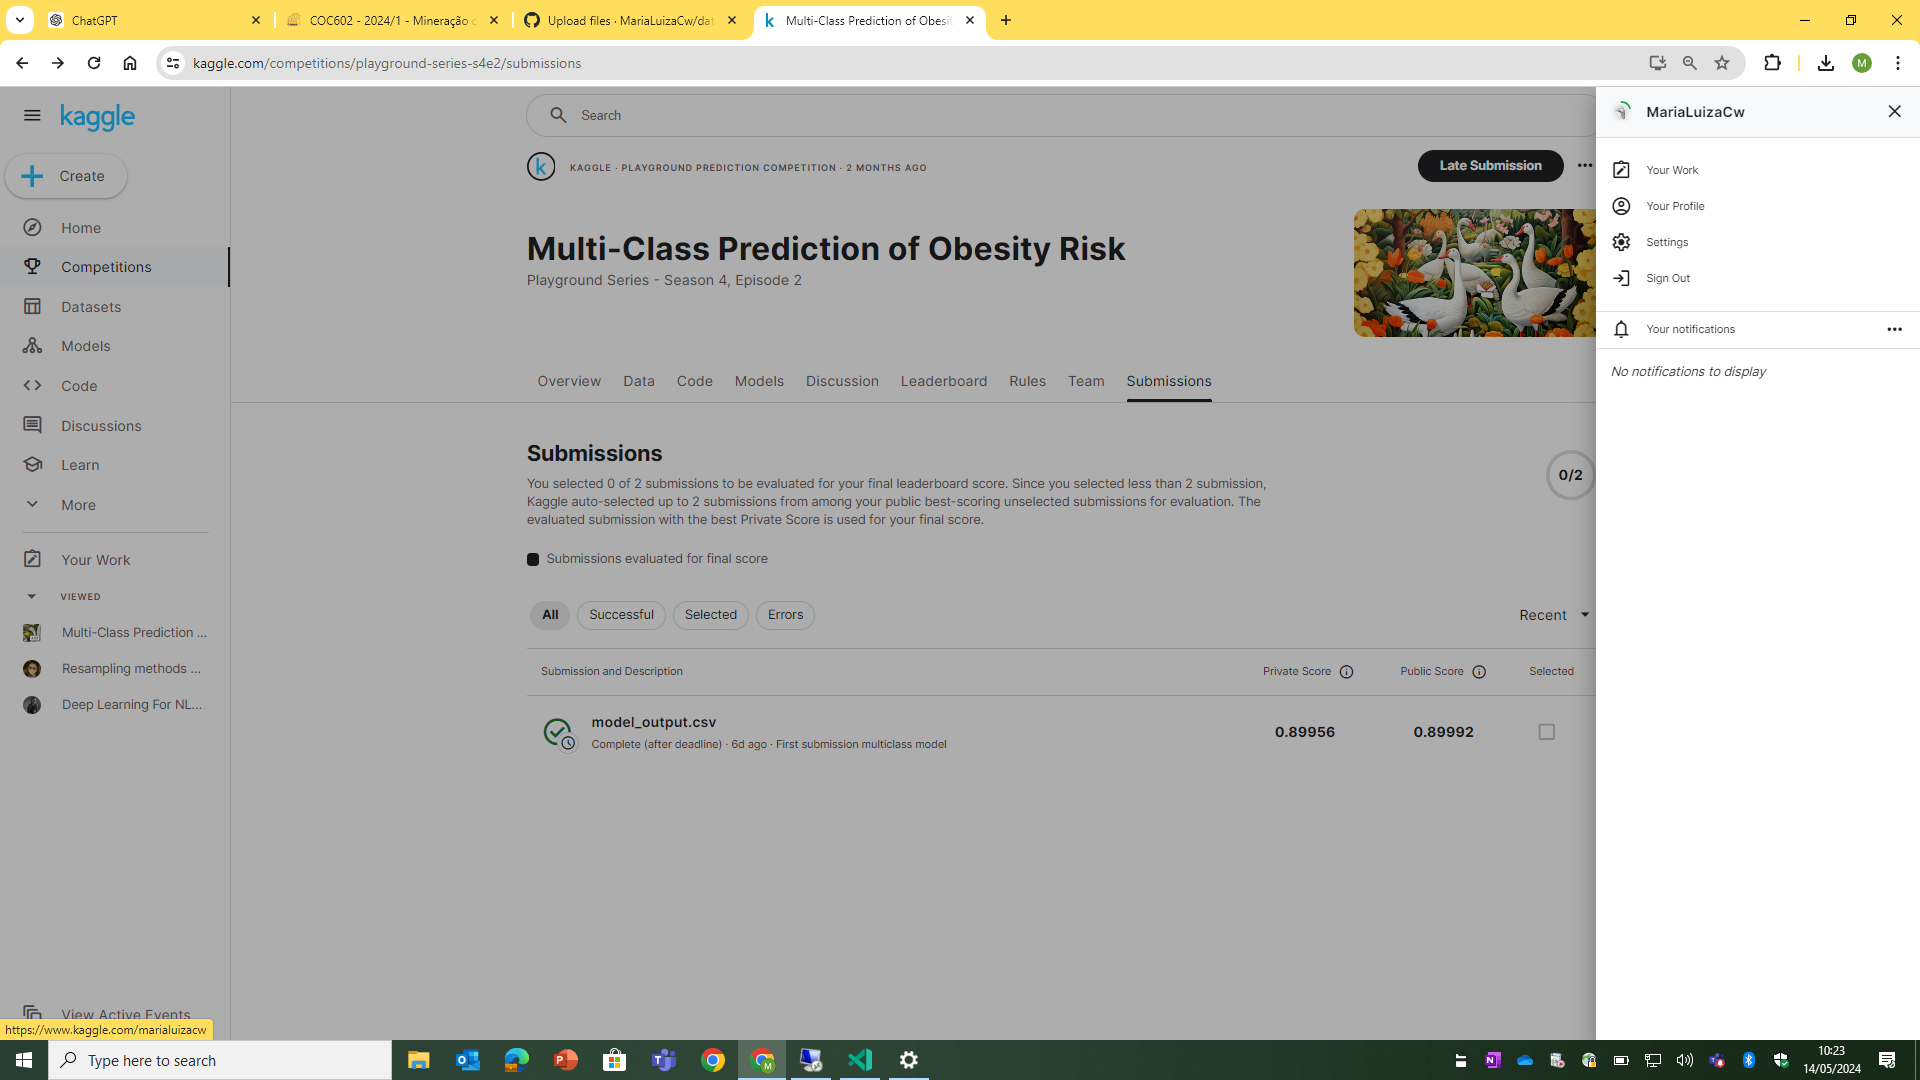 ChatGPT
COC602 - 2024/1 - Mineração
Upload files · MariaLuizaCw/dat
Multi-Class Prediction of Obesit
kaggle.com/competitions/playground-series-s4e2/submissions
M
kaggle
Search
MariaLuizaCw
Create
KAGGLE · PLAYGROUND PREDICTION COMPETITION · 2 MONTHS AGO
Late Submission
Your Work
Your Profile
Settings
Sign Out
Your notifications
No notifications to display
Home
Competitions
Datasets
Models
Code
Discussions
Learn
More
Your Work
VIEWED
Multi-Class Prediction ...
Resampling methods ...
Deep Learning For NL...
View Active Events
https://www.kaggle.com/marialuizacw
Multi-Class Prediction of Obesity Risk
Playground Series - Season 4, Episode 2
Overview Data Code Models Discussion Leaderboard Rules Team Submissions
Submissions
0/2
You selected 0 of 2 submissions to be evaluated for your final leaderboard score. Since you selected less than 2 submission,
Kaggle auto-selected up to 2 submissions from among your public best-scoring unselected submissions for evaluation. The
evaluated submission with the best Private Score is used for your final score.
Submissions evaluated for final score
All Successful Selected Errors
Recent
Submission and Description Private Score Public Score Selected
model_output.csv
0.89956 0.89992
Complete (after deadline) · 6d ago · First submission multiclass model
Type here to search
10:23
14/05/2024